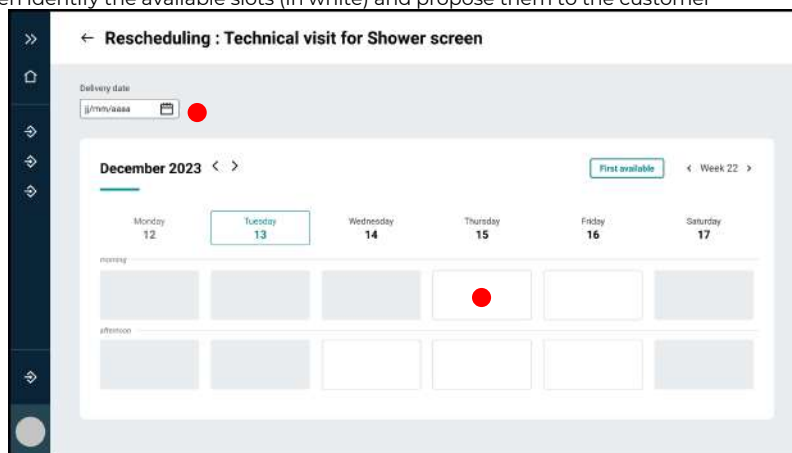 en identify the available slots (in white) and propose them to the customer
← Rescheduling : Technical visit for Shower screen
Delivery date
jj/mm/aaaa
December 2023 < >
First available
< Week 22 >
Monday Tuesday Wednesday Thursday Friday Saturday
12 13 14 15 16 17
morning
afternoon